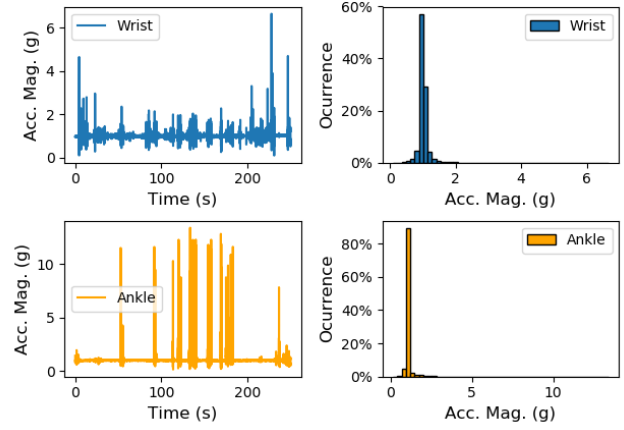 Wrist
Acc. Mag. (g)
6
4
2
0
0
200
Time (s)
Wrist
Ocurrence
60%
40%
20%
0%
0
2
4
6
Acc. Mag. (g)
Ankle
Acc. Mag. (g)
10
5
0
0
200
Time (s)
Ankle
Ocurrence
80%
60%
40%
20%
0%
0
5
10
Acc. Mag. (g)